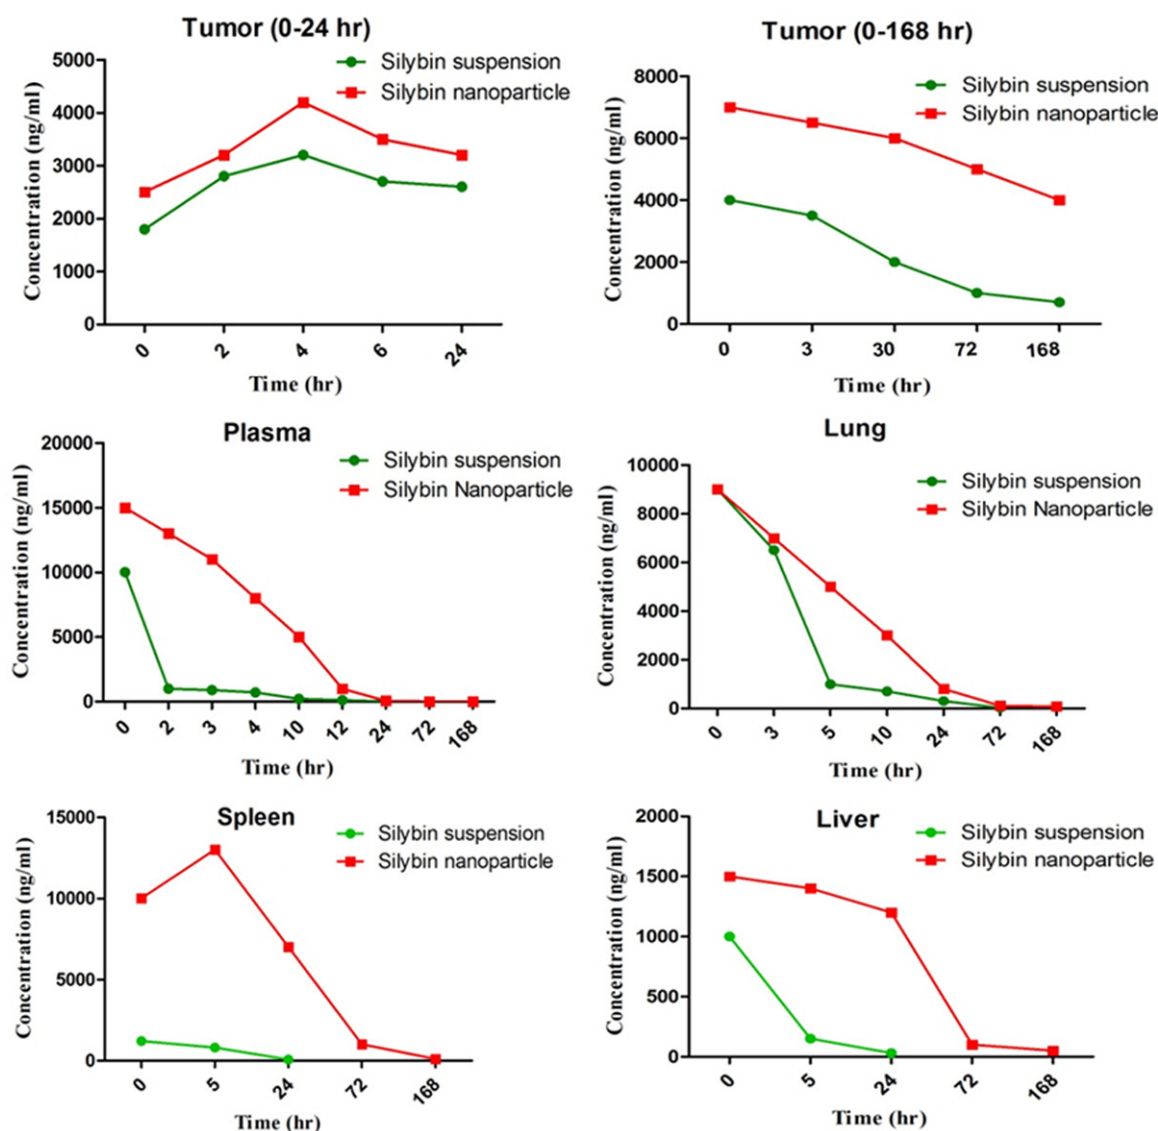 Tumor (0-24 hr)
Silybin suspension
Silybin nanoparticle
Concentration (ng/ml)
5000
4000
3000
2000
1000
0
0 2 4 6 24
Time (hr)
Tumor (0-168 hr)
Silybin suspension
Silybin nanoparticle
Concentration (ng/ml)
8000
6000
4000
2000
0
0 3 30 72 168
Time (hr)
Plasma
Silybin suspension
Silybin Nanoparticle
Concentration (ng/ml)
20000
15000
10000
5000
0
0 2 3 4 10 12 24 72 168
Time (hr)
Lung
Silybin suspension
Silybin Nanoparticle
Concentration (ng/ml)
10000
8000
6000
4000
2000
0
0 3 5 10 24 72 168
Time (hr)
Spleen
Silybin suspension
Silybin nanoparticle
Concentration (ng/ml)
15000
10000
5000
0
0 5 24 72 168
Time (hr)
Liver
Silybin suspension
Silybin nanoparticle
Concentration (ng/ml)
2000
1500
1000
500
0
0 5 24 72 168
Time (hr)